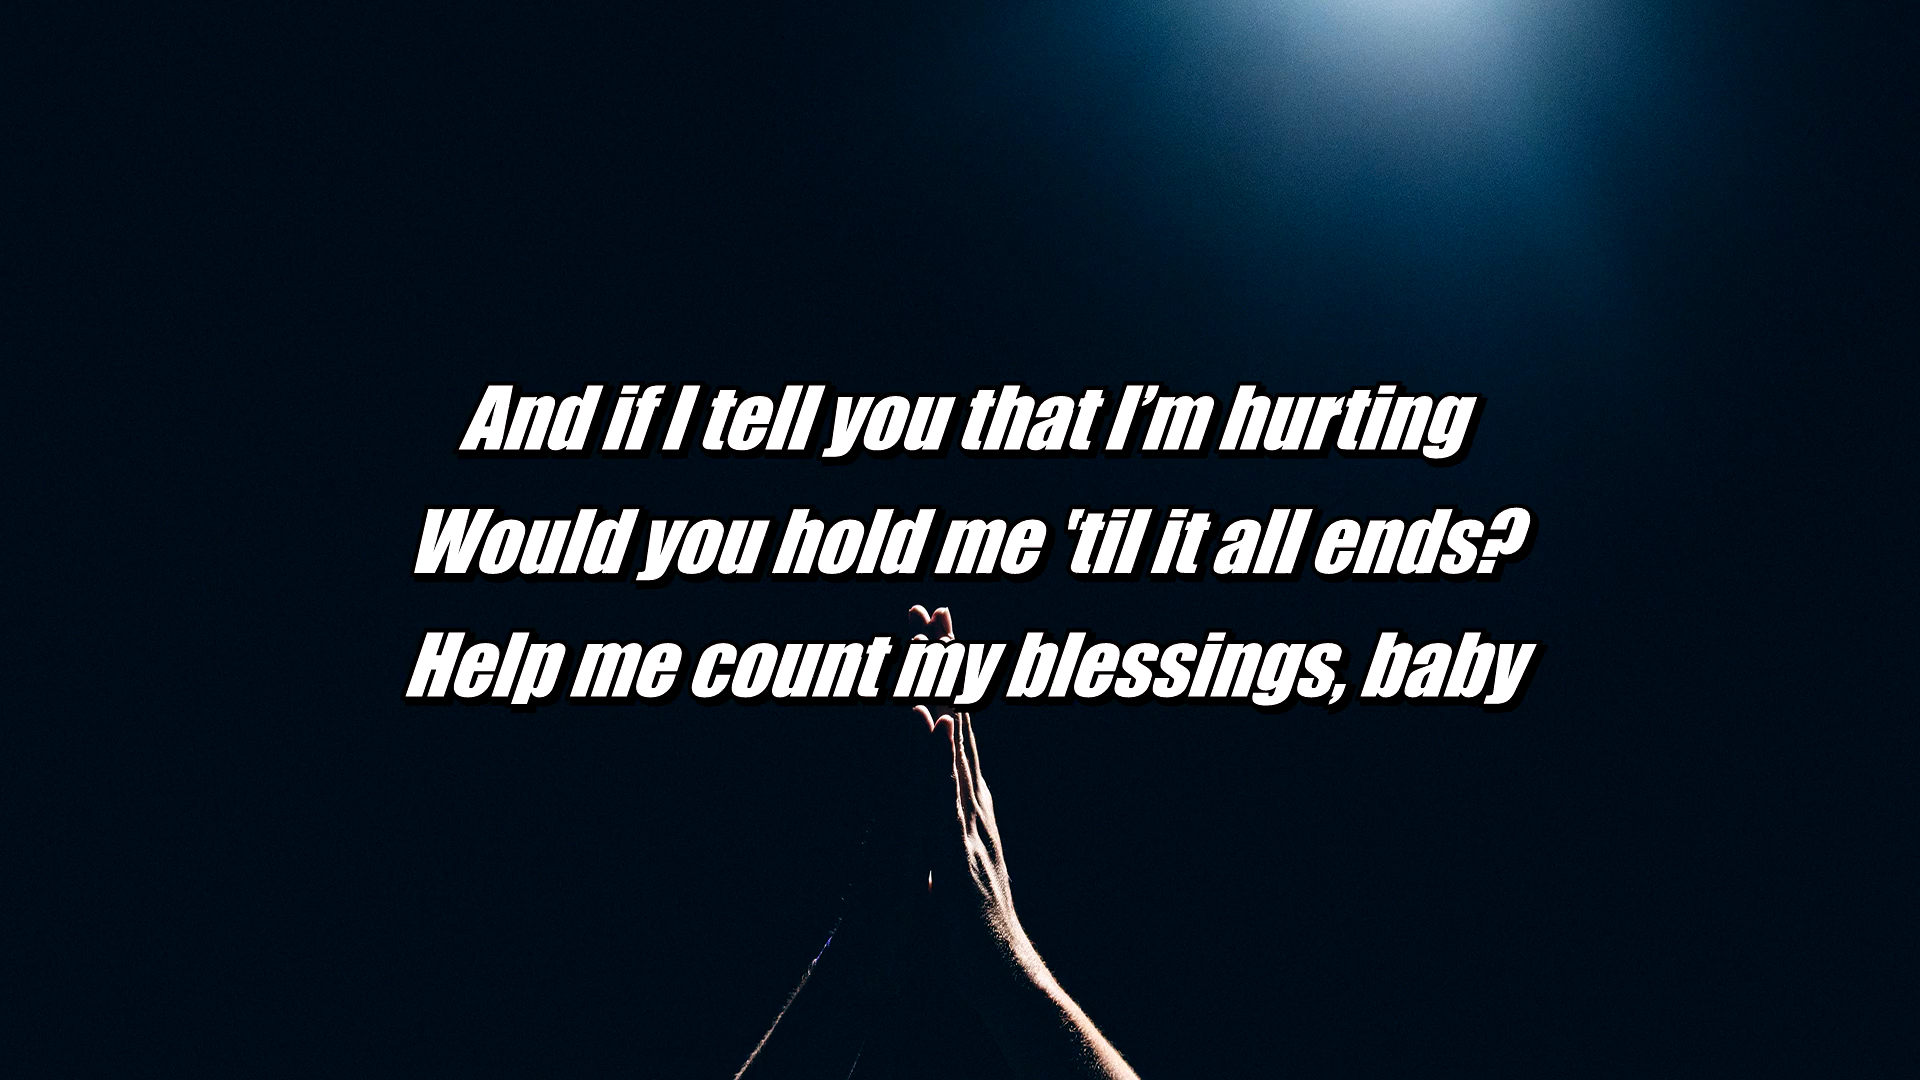 And if I tell you that I’m hurting
Would you hold me 'til it all ends?
Help me count my blessings, baby